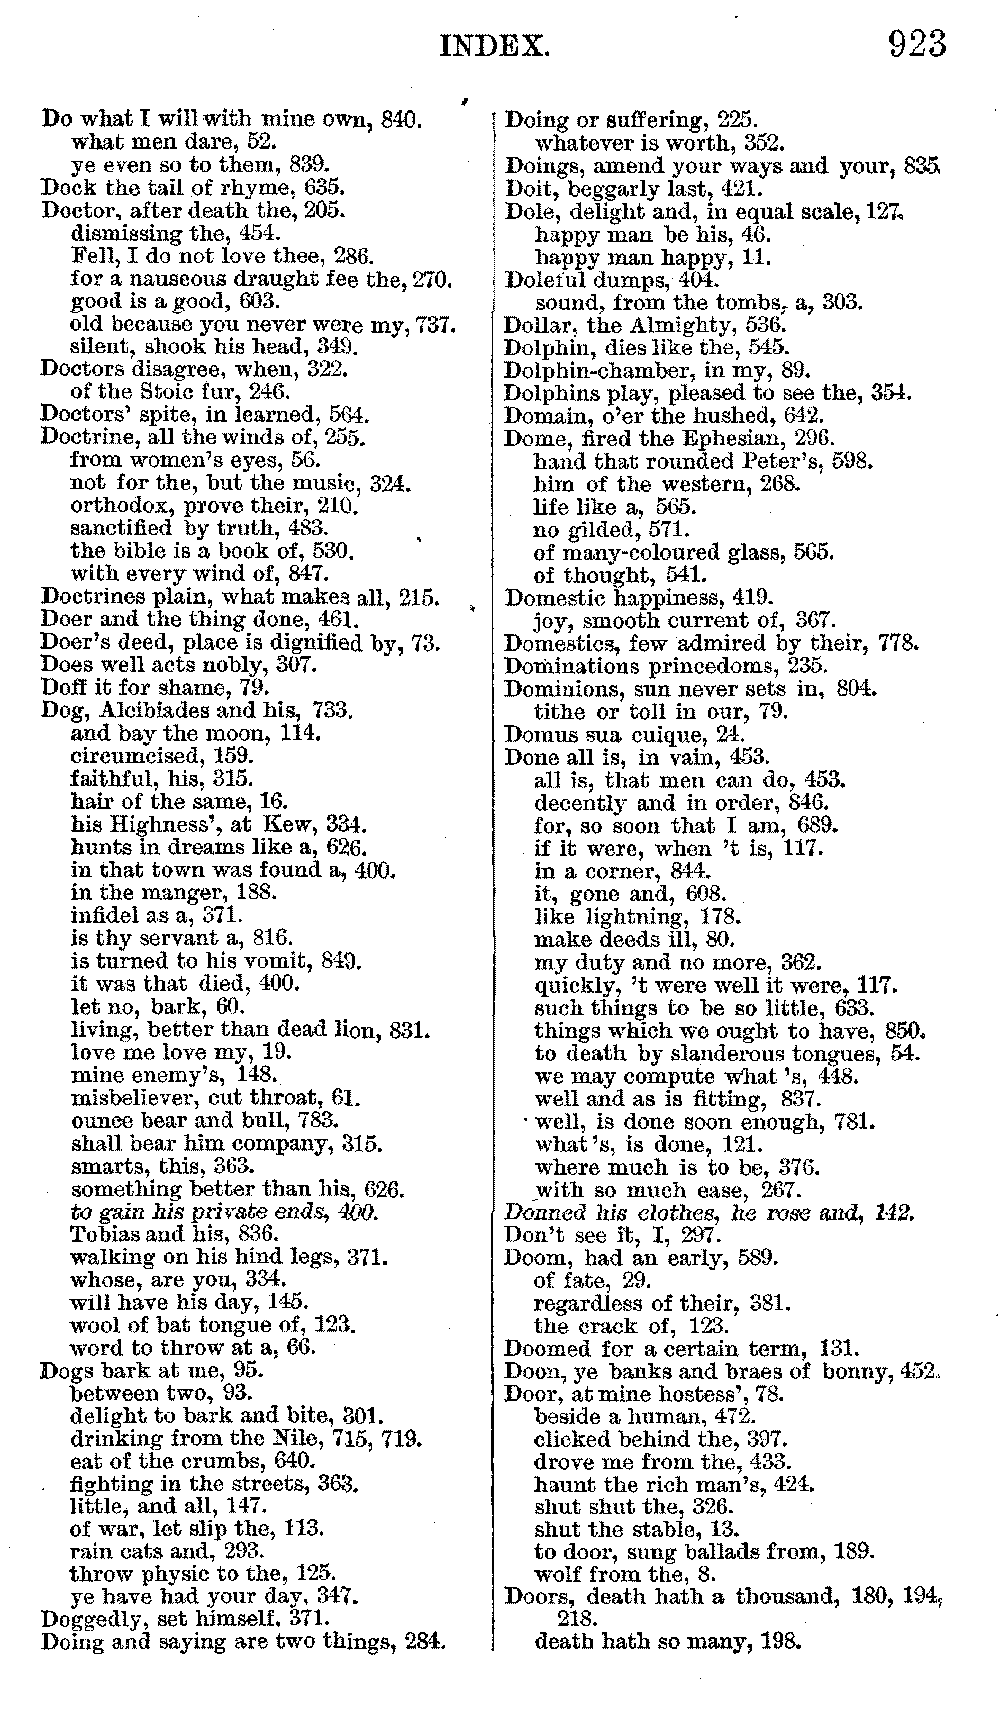 INDEX. 923
Do what I will with mine own, 840.
what men dare, 52.
ye even so to them, 839.
Dock the tail of rhyme, 635.
Doctor, after death the, 205.
dismissing the, 454.
Fell, I do not love thee, 286.
for a nauseous draught fee the, 270.
good is a good, 603.
old because you never were my, 737.
silent, shook his head, 349.
Doctors disagree, when, 322.
of the Stoic fur, 246.
Doctors' spite, in learned, 564.
Doctrine, all the winds of, 255.
from women's eyes, 56.
not for the, but the music, 324.
orthodox, prove their, 210.
sanctified by truth, 483.
the bible is a book of, 530.
with every wind of, 847.
Doctrines plain, what makes all, 215.
Doer and the thing done, 461.
Doer's deed, place is dignified by, 73.
Does well acts nobly, 307.
Doff it for shame, 79.
Dog, Alcibiades and his, 733.
and bay the moon, 114.
circumcised, 159.
faithful, his, 315.
hair of the same, 16.
his Highness', at Kew, 334.
hunts in dreams like a, 626.
in that town was found a, 400.
in the manger, 188.
infidel as a, 371.
is thy servant a, 816.
is turned to his vomit, 849.
it was that died, 400.
let no, bark, 60.
living, better than dead lion, 831.
love me love my, 19.
mine enemy's, 148.
misbeliever, cut throat, 61.
ounce bear and bull, 783.
shall bear him company, 315.
smarts, this, 363.
something better than his, 626.
to gain his private ends, 400.
Tobias and his, 836.
walking on his hind legs, 371.
whose, are you, 334.
will have his day, 145.
wool of bat tongue of, 123.
word to throw at a, 66.
Dogs bark at me, 95.
between two, 93.
delight to bark and bite, 301.
drinking from the Nile, 715, 719.
eat of the crumbs, 640.
fighting in the streets, 363.
little, and all, 147.
of war, let slip the, 113.
rain cats and, 293.
throw physic to the, 125.
ye have had your day, 347.
Doggedly, set himself, 371.
Doing and saying are two things, 284.
Doing or suffering, 225.
whatever is worth, 352.
Doings, amend your ways and your, 835.
Doit, beggarly last, 421.
Dole, delight and, in equal scale, 127.
happy man be his, 46.
happy man happy, 11.
Doleful dumps, 404.
sound, from the tombs, a, 303.
Dollar, the Almighty, 536.
Dolphin, dies like the, 545.
Dolphin-chamber, in my, 89.
Dolphins play, pleased to see the, 354.
Domain, o'er the hushed, 642.
Dome, fired the Ephesian, 296.
hand that rounded Peter's, 598.
him of the western, 268.
life like a, 565.
no gilded, 571.
of many-coloured glass, 565.
of thought, 541.
Domestic happiness, 419.
joy, smooth current of, 367.
Domestics, few admired by their, 778.
Dominations princedoms, 235.
Dominions, sun never sets in, 804.
tithe or toll in our, 79.
Domus sua cuique, 24.
Done all is, in vain, 453.
all is, that men can do, 453.
decently and in order, 846.
for, so soon that I am, 689.
if it were, when 't is, 117.
in a corner, 844.
it, gone and, 608.
like lightning, 178.
make deeds ill, 80.
my duty and no more, 362.
quickly, 't were well it were, 117.
such things to be so little, 633.
things which we ought to have, 850.
to death by slanderous tongues, 54.
we may compute what 's, 448.
well and as is fitting, 837.
well, is done soon enough, 781.
what 's, is done, 121.
where much is to be, 376.
with so much ease, 267.
Donned his clothes, he rose and, 142.
Don't see it, I, 297.
Doom, had an early, 589.
of fate, 29.
regardless of their, 381.
the crack of, 123.
Doomed for a certain term, 131.
Doon, ye banks and braes of bonny, 452.
Door, at mine hostess', 78.
beside a human, 472.
clicked behind the, 397.
drove me from the, 433.
haunt the rich man's, 424.
shut shut the, 326.
shut the stable, 13.
to door, sung ballads from, 189.
wolf from the, 8.
Doors, death hath a thousand, 180, 194,
218.
death hath so many, 198.